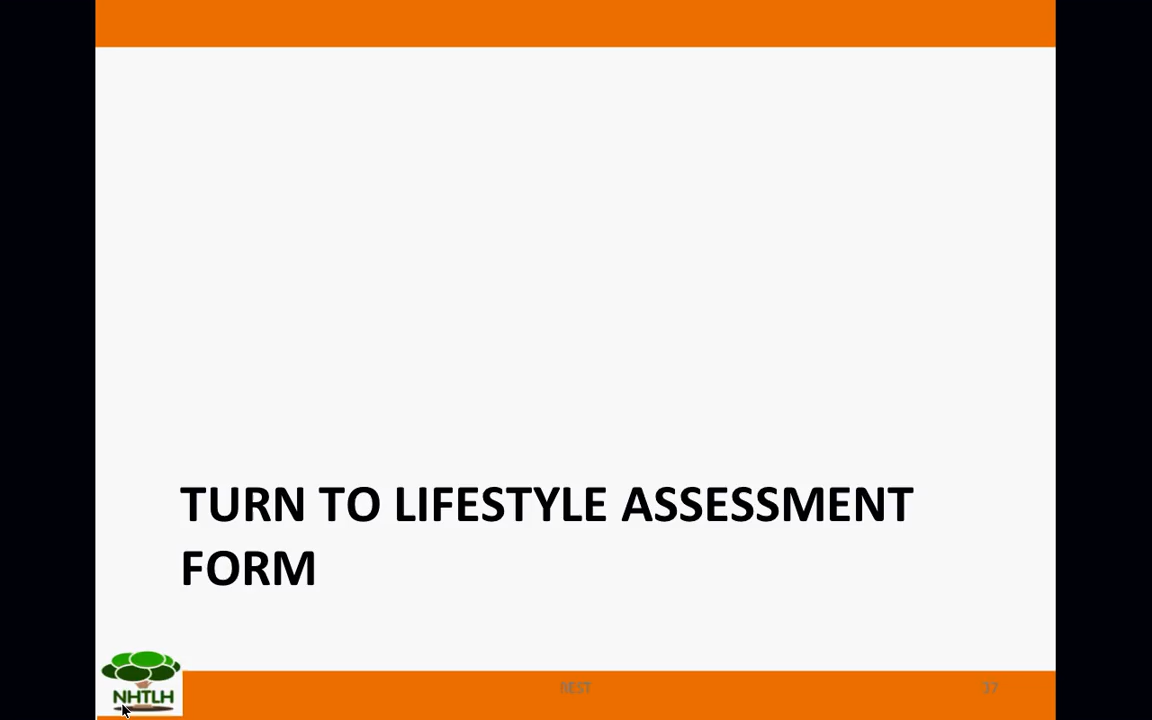 TURN TO LIFESTYLE ASSESSMENT
FORM
NHTLH
BEST
37